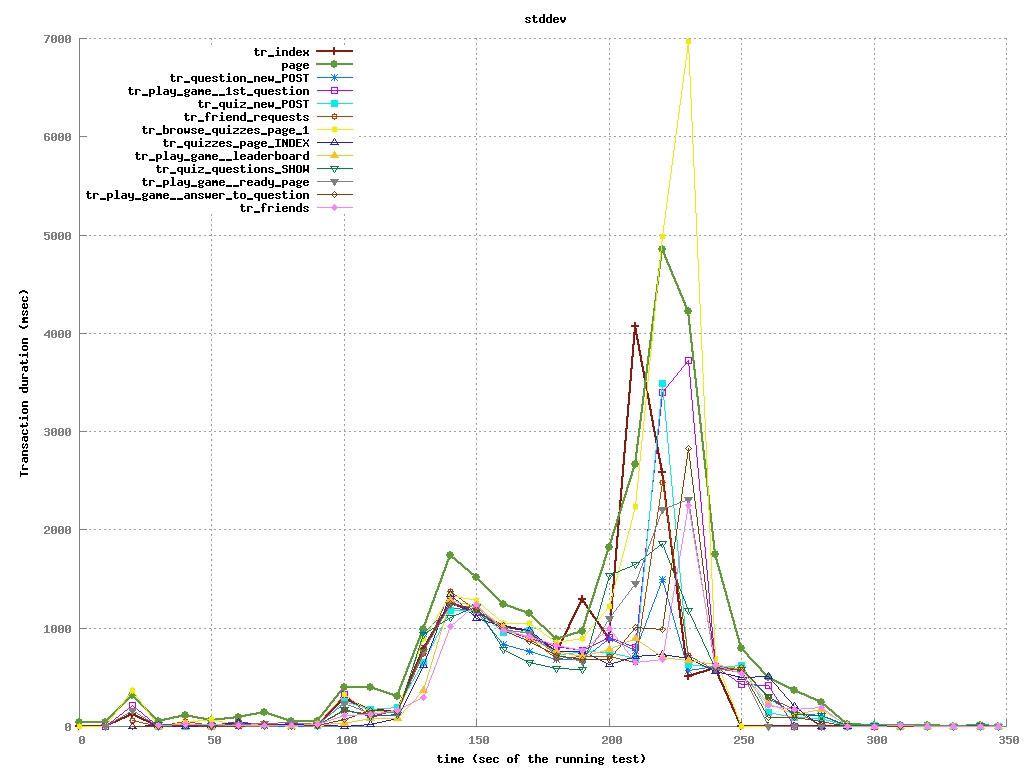 stddev
7000
6000
5000
4000
3000
2000
1000
0
Transaction duration (msec)
tr_index
page
tr_question_new_POST
tr_play_game__1st_question
tr_quiz_new_POST
tr_friend_requests
tr_browse_quizzes_page_1
tr_quizzes_page_INDEX
tr_play_game__leaderboard
tr_quiz_questions_SHOW
tr_play_game__ready_page
tr_play_game__answer_to_question
tr_friends
0 50 100 150 200 250 300 350
time (sec of the running test)